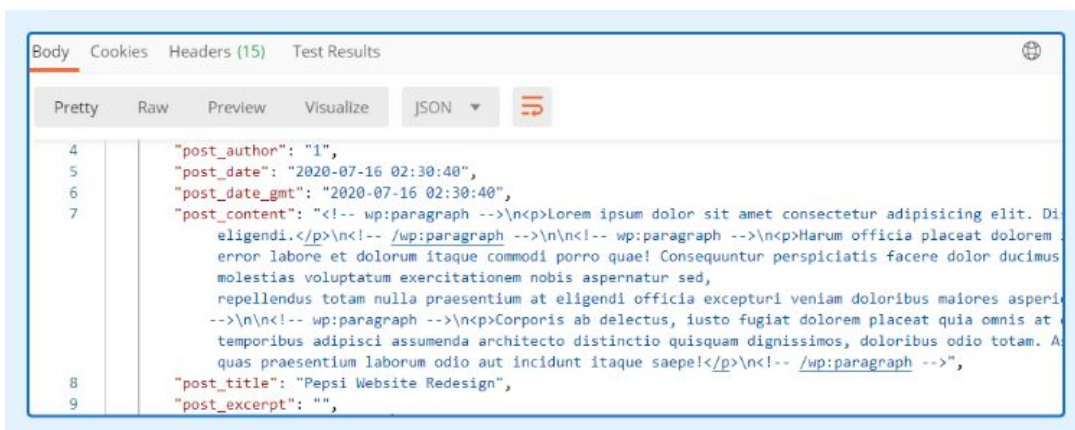 Body Cookies Headers (15) Test Results
Pretty Raw Preview Visualize JSON
4 "post_author": "1",
5 "post_date": "2020-07-16 02:30:40",
6 "post_date_gmt": "2020-07-16 02:30:40",
7 "post_content": "<!-- wp:paragraph -->\n<p>Lorem ipsum dolor sit amet consectetur adipisicing elit. Di
eligendi.</p>\n<!-- /wp:paragraph -->\n\n<!-- wp:paragraph -->\n<p>Harum officia placeat dolorem
error labore et dolorum itaque commodi porro quae! Consequuntur perspiciatis facere dolor ducimus
molestias voluptatum exercitationem nobis aspernatur sed,
repellendus totam nulla praesentium at eligendi officia excepturi veniam doloribus maiores asperi
-->\n\n<!-- wp:paragraph -->\n<p>Corporis ab delectus, iusto fugiat dolorem placeat quia omnis at
temporibus adipisci assumenda architecto distinctio quisquam dignissimos, doloribus odio totam. A
quas praesentium laborum odio aut incidunt itaque saepe!</p>\n<!-- /wp:paragraph -->",
8 "post_title": "Pepsi Website Redesign",
9 "post_excerpt": "",